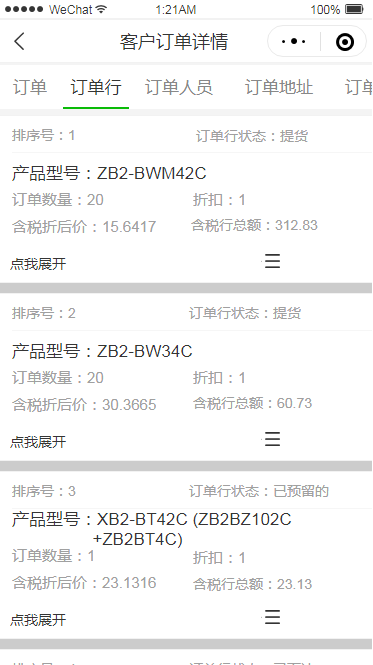 WeChat 1:21AM 100%
客户订单详情
订单 订单行 订单人员 订单地址 订单
排序号：1 订单行状态：提货
产品型号：ZB2-BWM42C
订单数量：20 折扣：1
含税折后价：15.6417 含税行总额：312.83
点我展开
排序号：2 订单行状态：提货
产品型号：ZB2-BW34C
订单数量：20 折扣：1
含税折后价：30.3665 含税行总额：60.73
点我展开
排序号：3 订单行状态：已预留的
产品型号：XB2-BT42C (ZB2BZ102C
+ZB2BT4C)
订单数量：1 折扣：1
含税折后价：23.1316 含税行总额：23.13
点我展开